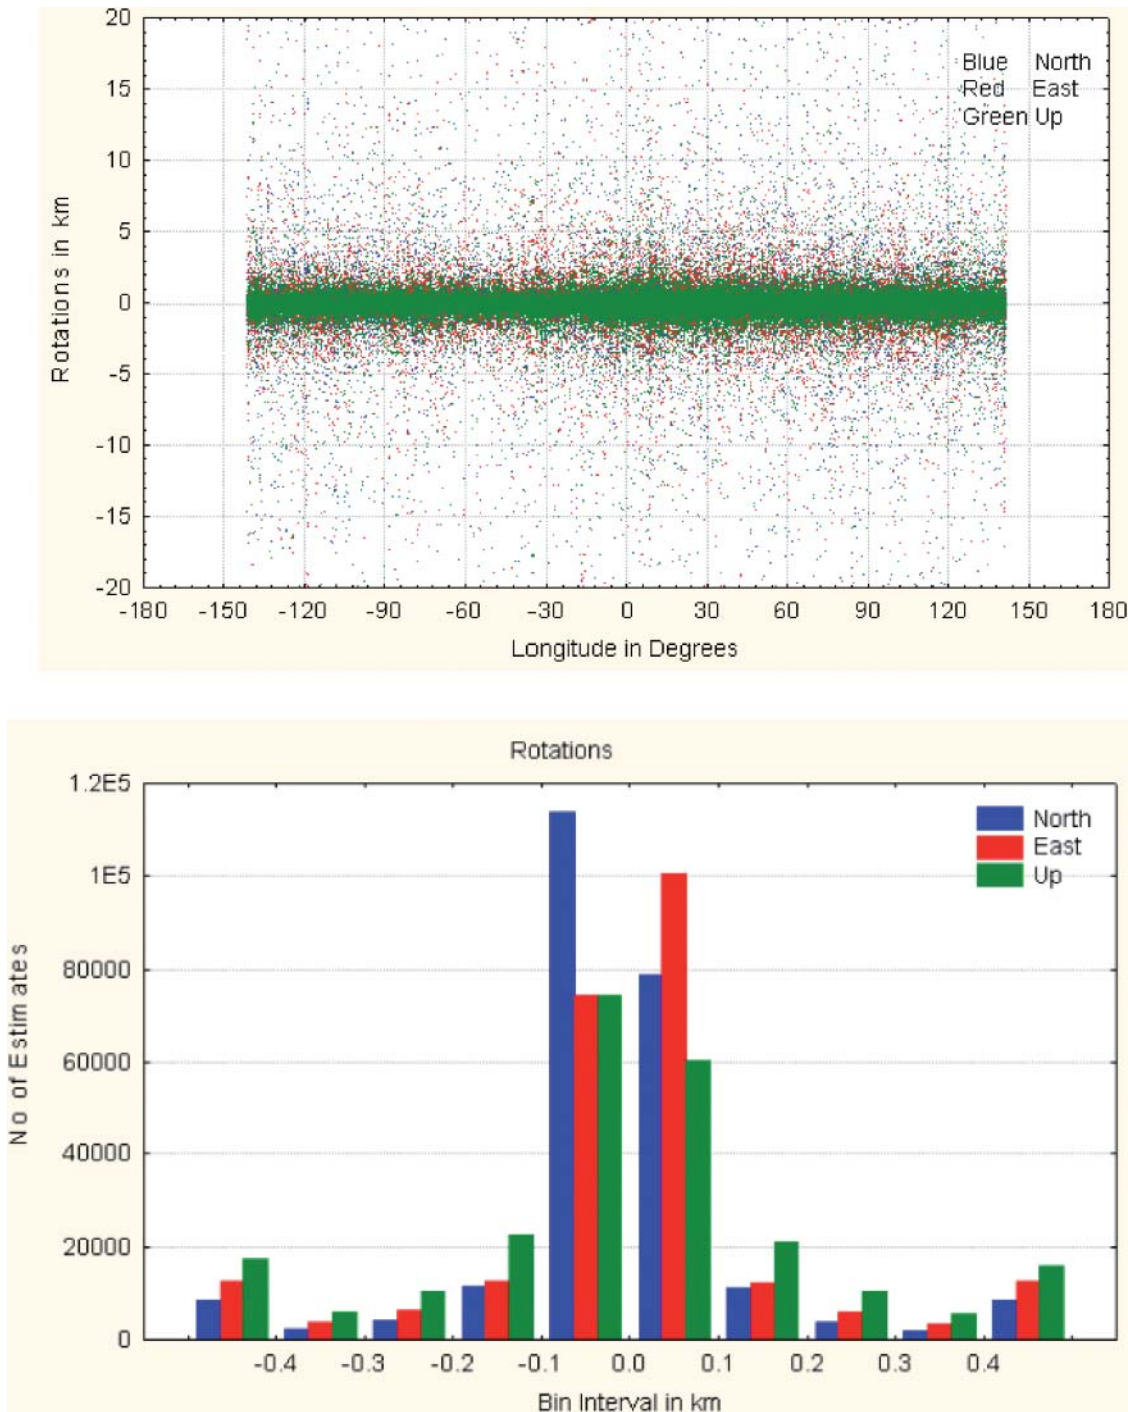 20
15
10
5
0
-5
-10
-15
-20
Rotations in km
Blue North
Red East
Green Up
-180 -150 -120 -90 -60 -30 0 30 60 90 120 150 180
Longitude in Degrees
Rotations
1.2E5
1E5
80000
60000
40000
20000
0
No of Estimates
North
East
Up
-0.4 -0.3 -0.2 -0.1 0.0 0.1 0.2 0.3 0.4
Bin Interval in km